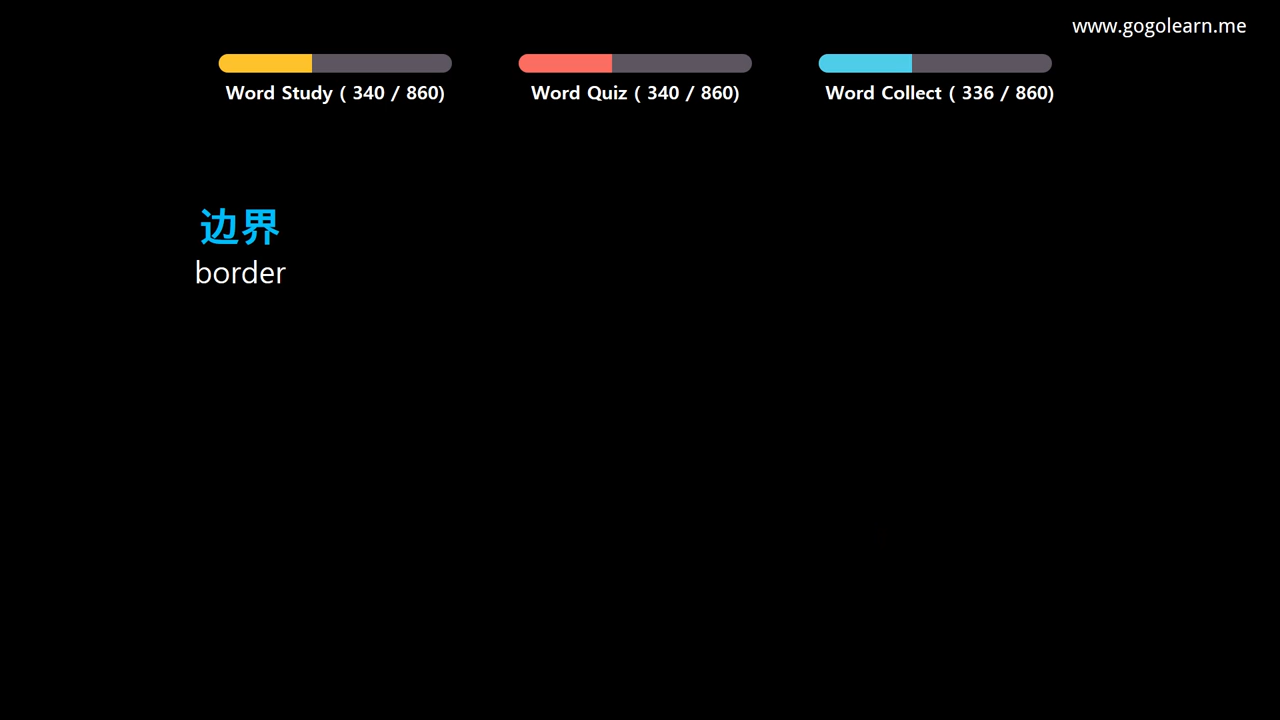 www.gogolearn.me
Word Study ( 340 / 860)
Word Quiz ( 340 / 860)
Word Collect ( 336 / 860)
边界
border